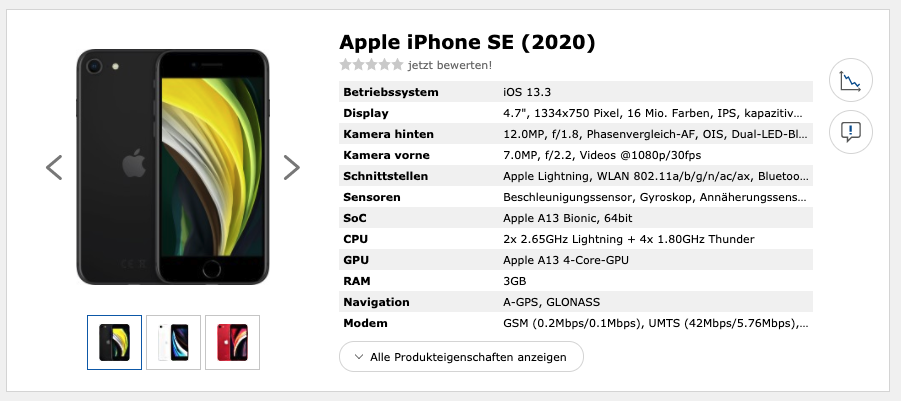 Apple iPhone SE (2020)
jetzt bewerten!
Betriebssystem iOS 13.3
Display 4.7", 1334x750 Pixel, 16 Mio. Farben, IPS, kapazitiv...
Kamera hinten 12.0MP, f/1.8, Phasenvergleich-AF, OIS, Dual-LED-Bl...
Kamera vorne 7.0MP, f/2.2, Videos @1080p/30fps
Schnittstellen Apple Lightning, WLAN 802.11a/b/g/n/ac/ax, Bluetoo...
Sensoren Beschleunigungssensor, Gyroskop, Annäherungssens...
SoC Apple A13 Bionic, 64bit
CPU 2x 2.65GHz Lightning + 4x 1.80GHz Thunder
GPU Apple A13 4-Core-GPU
RAM 3GB
Navigation A-GPS, GLONASS
Modem GSM (0.2Mbps/0.1Mbps), UMTS (42Mbps/5.76Mbps),...
Alle Produkteigenschaften anzeigen